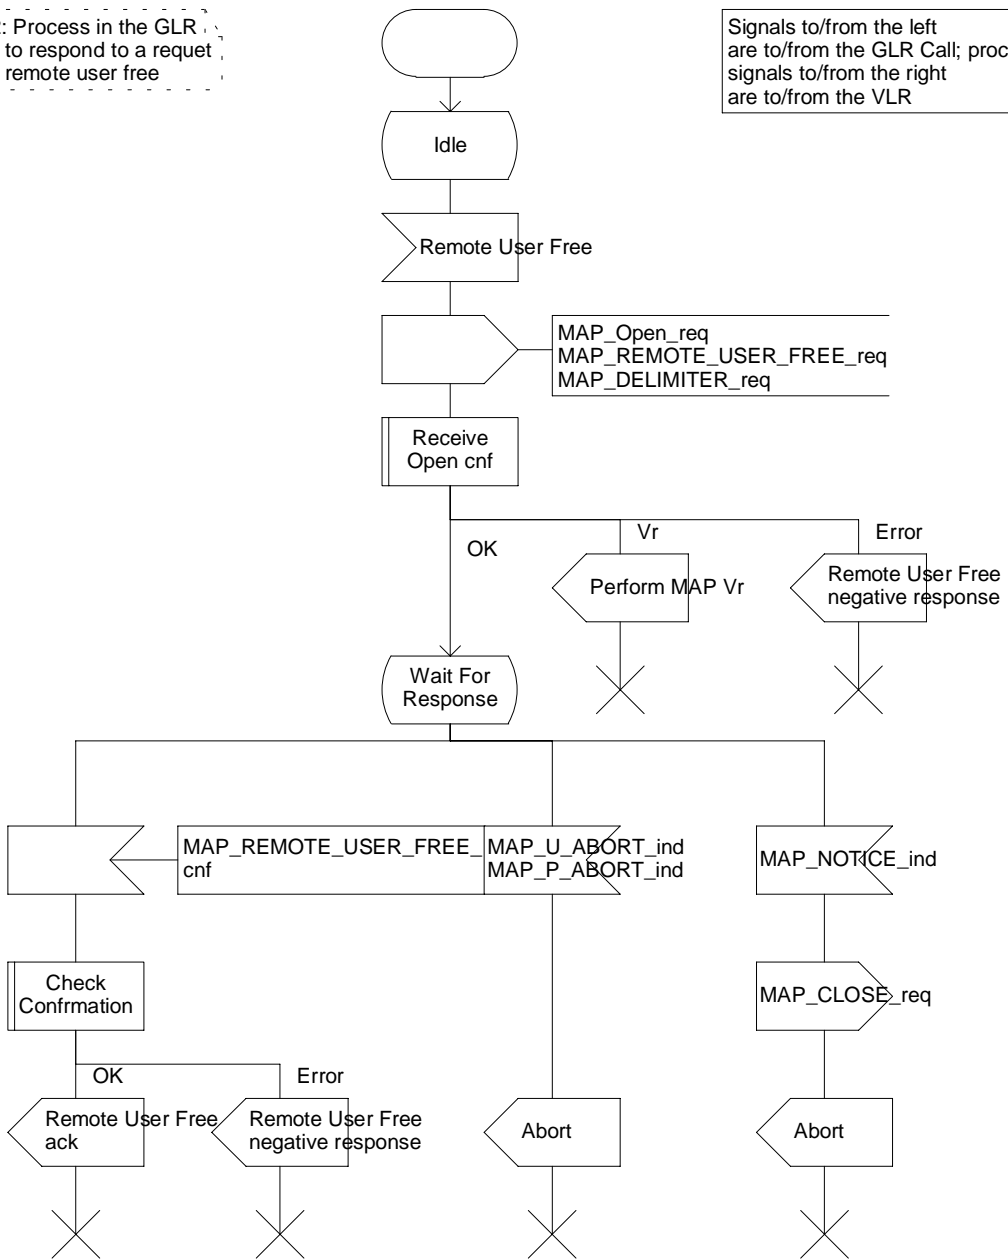 : Process in the GLR
to respond to a requet
remote user free
Signals to/from the left
are to/from the GLR Call; proc
signals to/from the right
are to/from the VLR
Idle
Remote User Free
MAP_Open_req
MAP_REMOTE_USER_FREE_req
MAP_DELIMITER_req
Receive
Open cnf
OK
Vr
Error
Perform MAP Vr
Remote User Free
negative response
Wait For
Response
MAP_REMOTE_USER_FREE_
cnf
MAP_U_ABORT_ind
MAP_P_ABORT_ind
MAP_NOTICE_ind
Check
Confrmation
MAP_CLOSE_req
OK
Error
Remote User Free
ack
Remote User Free
negative response
Abort
Abort